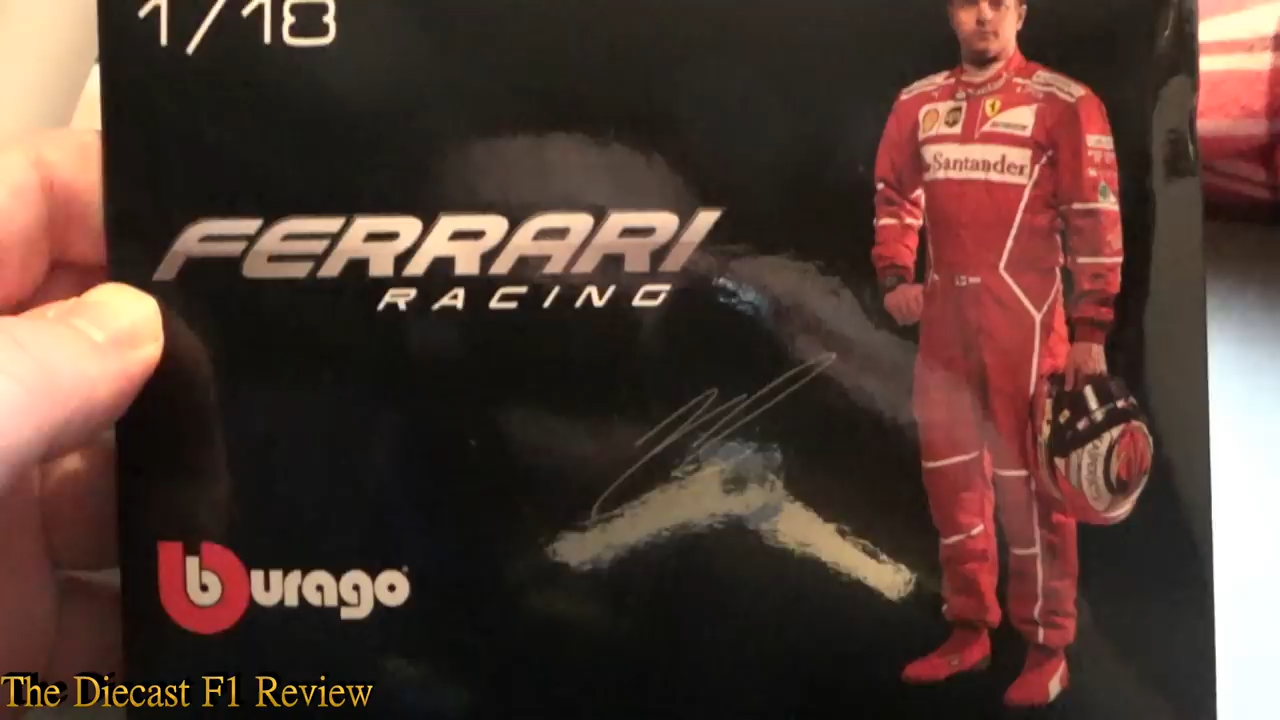 1/18
Santander
FERRARI
RACING
burago
The Diecast F1 Review